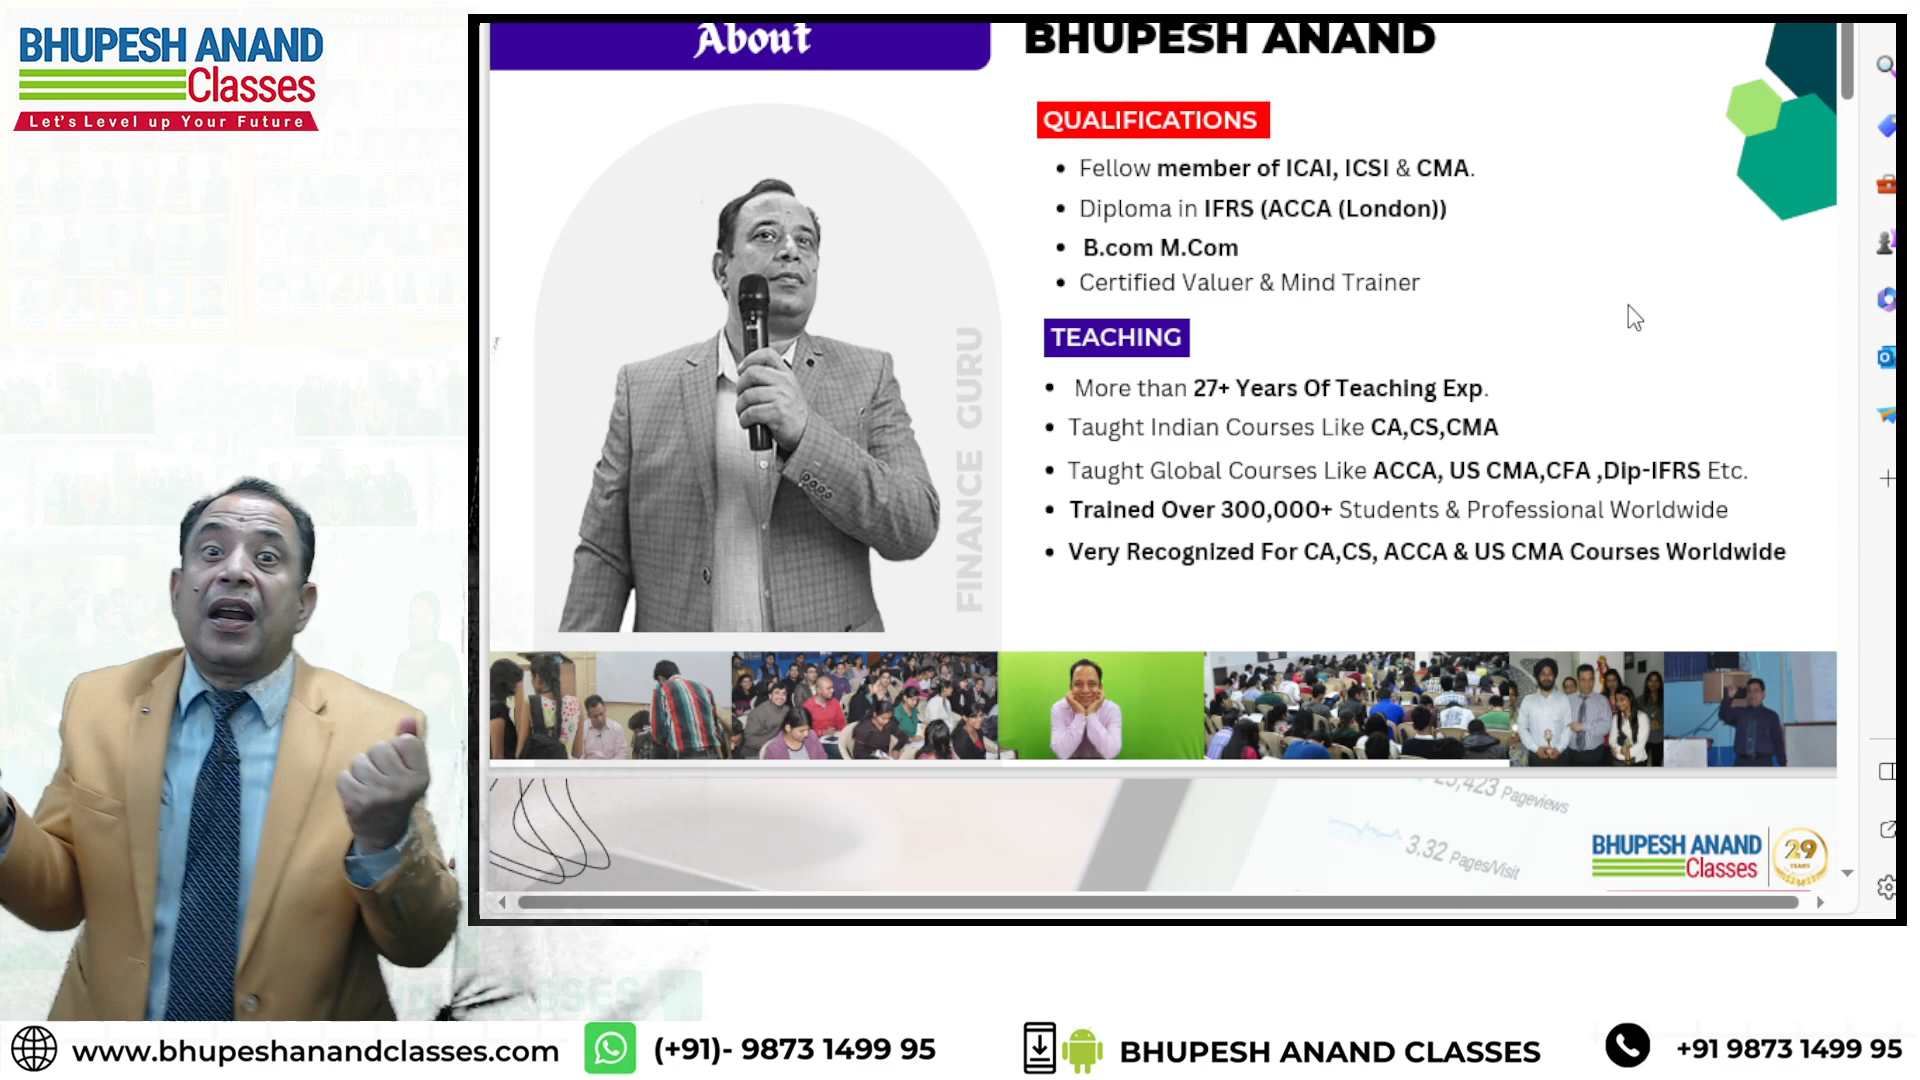 BHUPESH ANAND
Classes
Let's Level up Your Future
About
BHUPESH ANAND
QUALIFICATIONS
• Fellow member of ICAI, ICSI & CMA.
• Diploma in IFRS (ACCA (London))
• B.com M.Com
• Certified Valuer & Mind Trainer
TEACHING
• More than 27+ Years Of Teaching Exp.
• Taught Indian Courses Like CA,CS,CMA
• Taught Global Courses Like ACCA, US CMA,CFA ,Dip-IFRS Etc.
• Trained Over 300,000+ Students & Professional Worldwide
• Very Recognized For CA,CS, ACCA & US CMA Courses Worldwide
FINANCE GURU
Pageviews
3.32 Pages/Visit
BHUPESH ANAND
Classes
29
YEARS
www.bhupeshanandclasses.com
(+91)- 9873 1499 95
BHUPESH ANAND CLASSES
+91 9873 1499 95